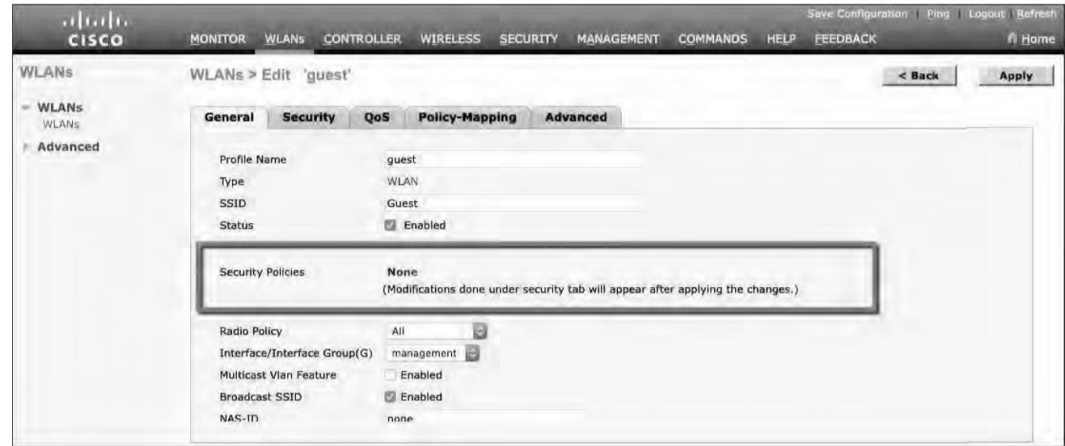 Save Configuration | Ping | Logout | Refresh
CISCO
MONITOR WLANs CONTROLLER WIRELESS SECURITY MANAGEMENT COMMANDS HELP FEEDBACK Home
WLANs
WLANs > Edit 'guest'
< Back
Apply
WLANs
WLANs
Advanced
General Security QoS Policy-Mapping Advanced
Profile Name guest
Type WLAN
SSID Guest
Status Enabled
Security Policies None
(Modifications done under security tab will appear after applying the changes.)
Radio Policy All
Interface/Interface Group(G) management
Multicast Vlan Feature Enabled
Broadcast SSID Enabled
NAS-ID none